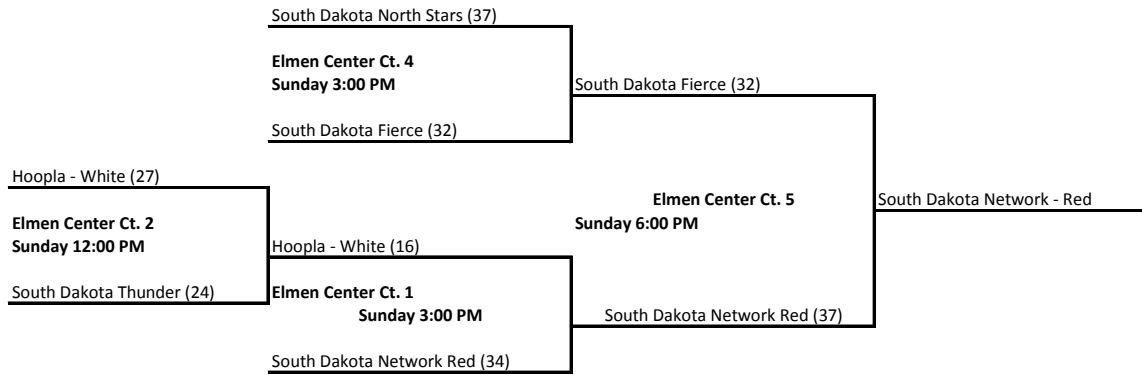 South Dakota North Stars (37)
Elmen Center Ct. 4
Sunday 3:00 PM
South Dakota Fierce (32)
South Dakota Fierce (32)
Hoopla - White (27)
Elmen Center Ct. 5
South Dakota Network - Red
Elmen Center Ct. 2
Sunday 6:00 PM
Sunday 12:00 PM
Hoopla - White (16)
South Dakota Thunder (24)
Elmen Center Ct. 1
Sunday 3:00 PM
South Dakota Network Red (37)
South Dakota Network Red (34)